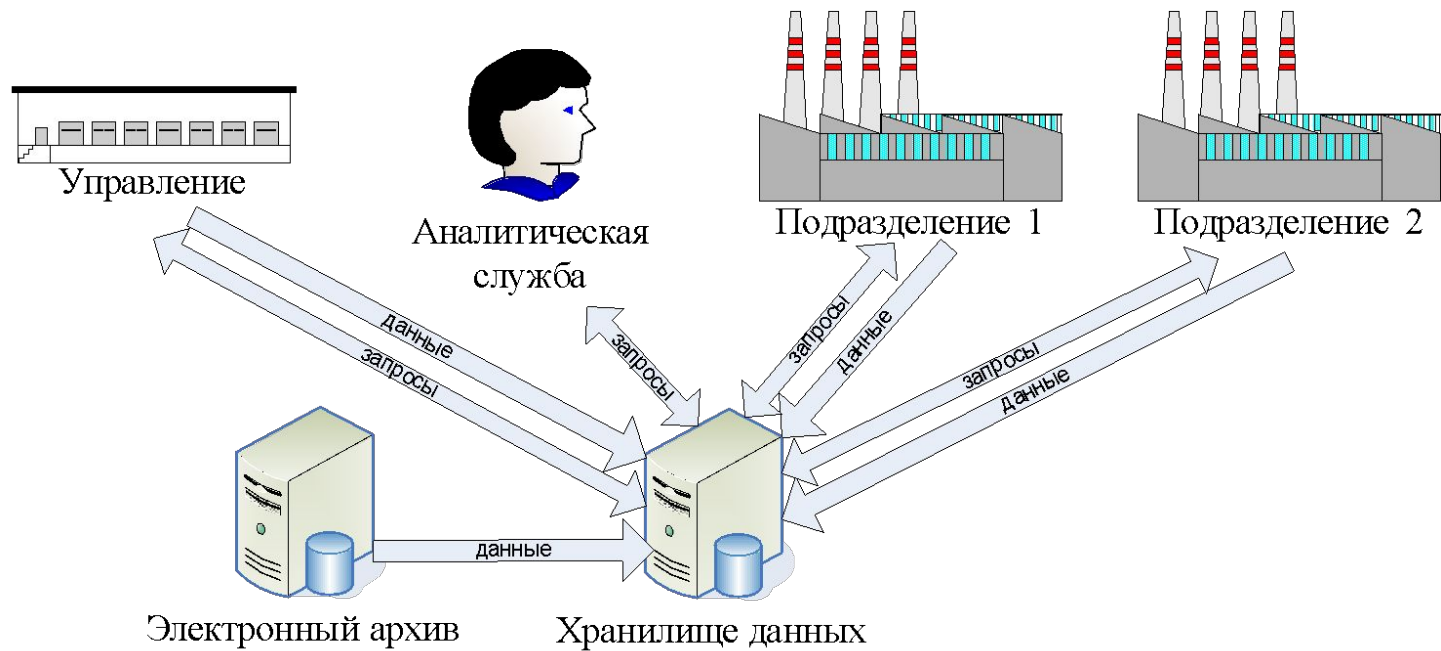 Управление
Аналитическая
служба
Подразделение 1
Подразделение 2
данные
запросы
запросы
запросы
данные
запросы
данные
данные
Электронный архив
Хранилище данных